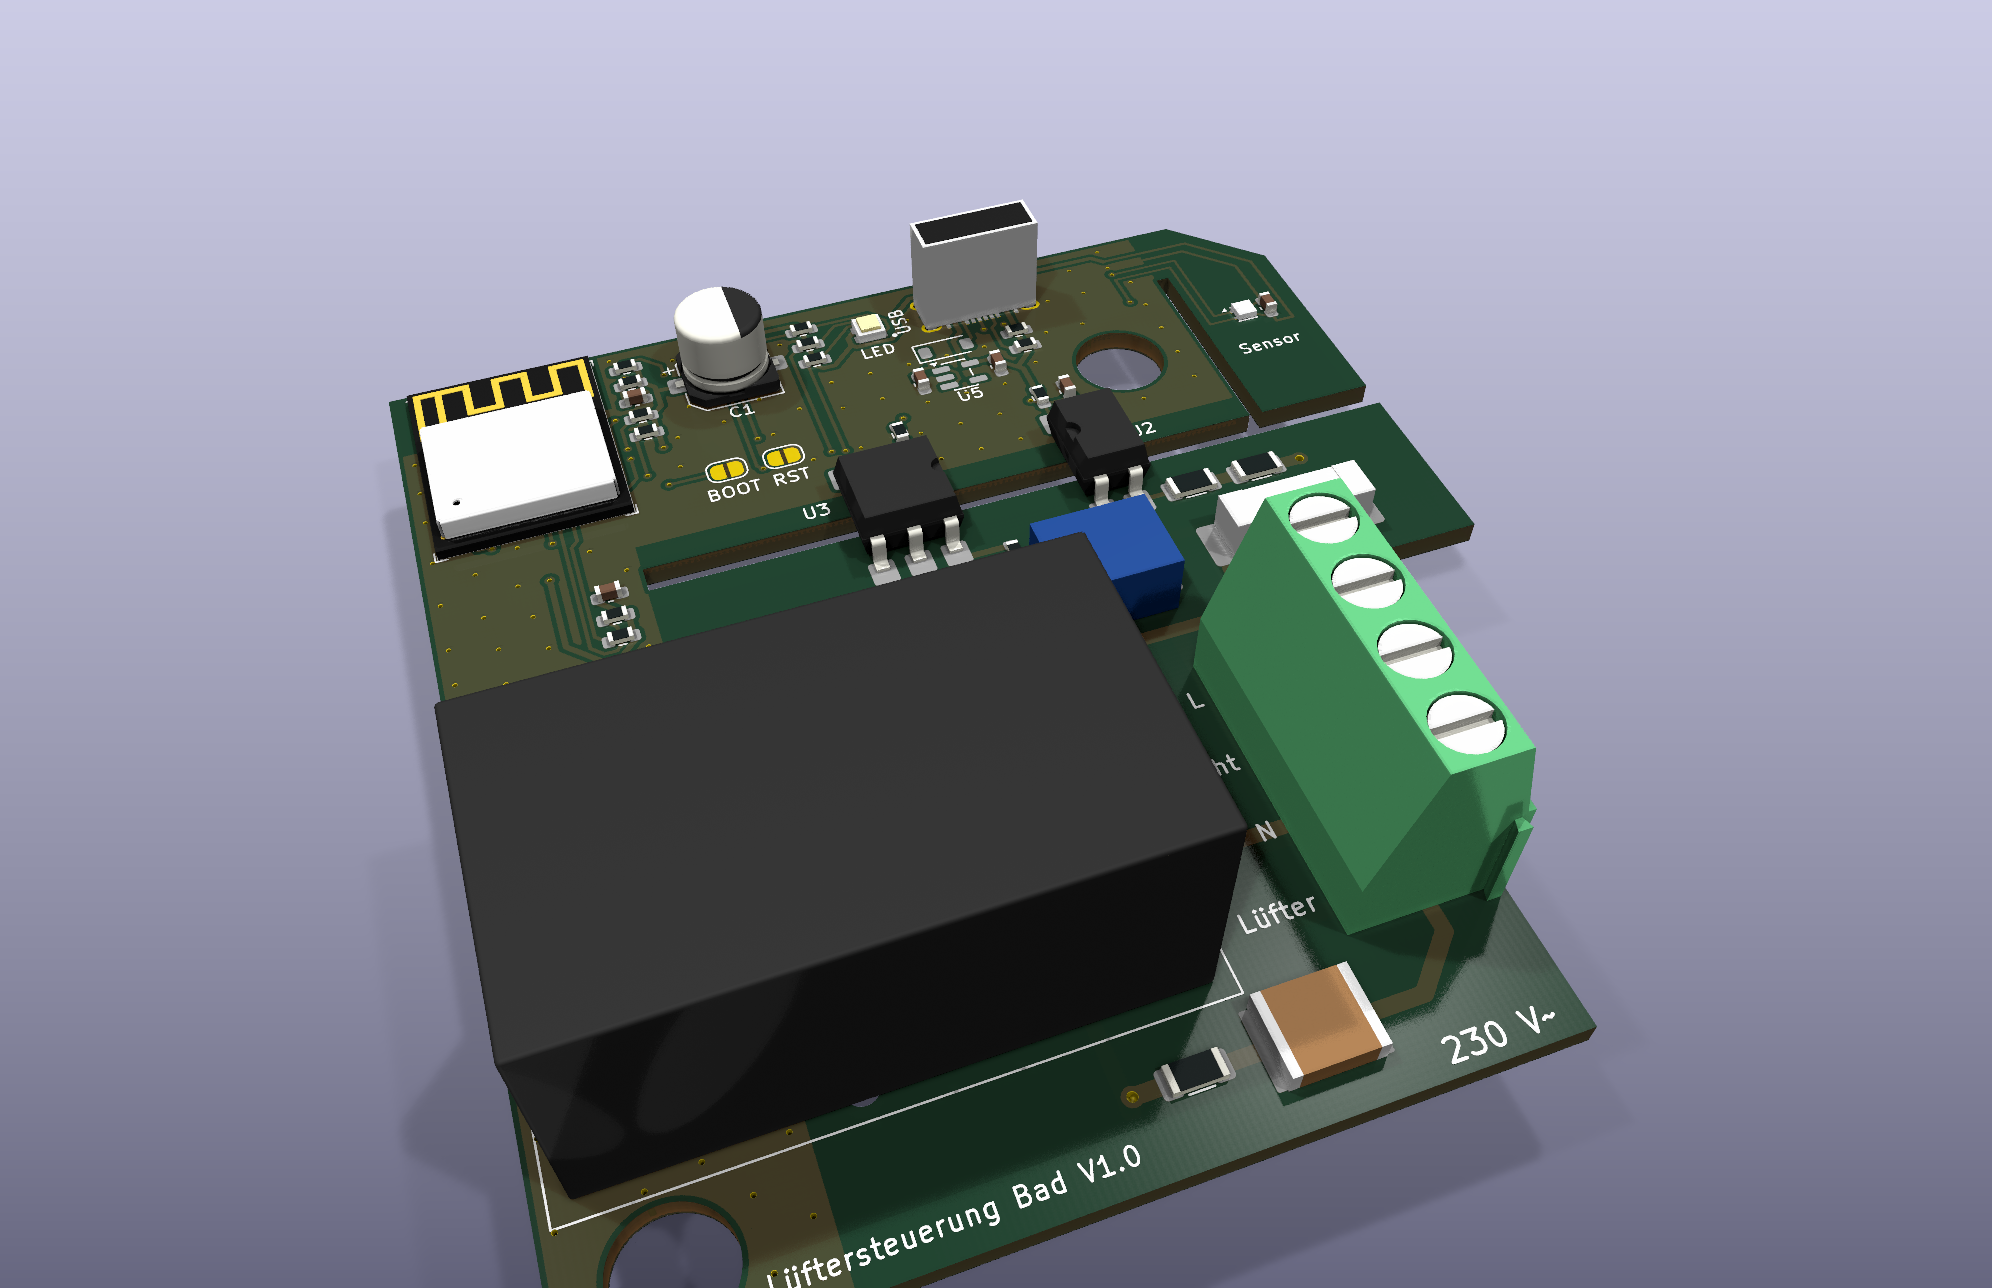 USB
LED
Sensor
+
C1
U5
BOOT
RST
U3
L
N
Lüfter
230 V~
Lüftersteuerung Bad V1.0